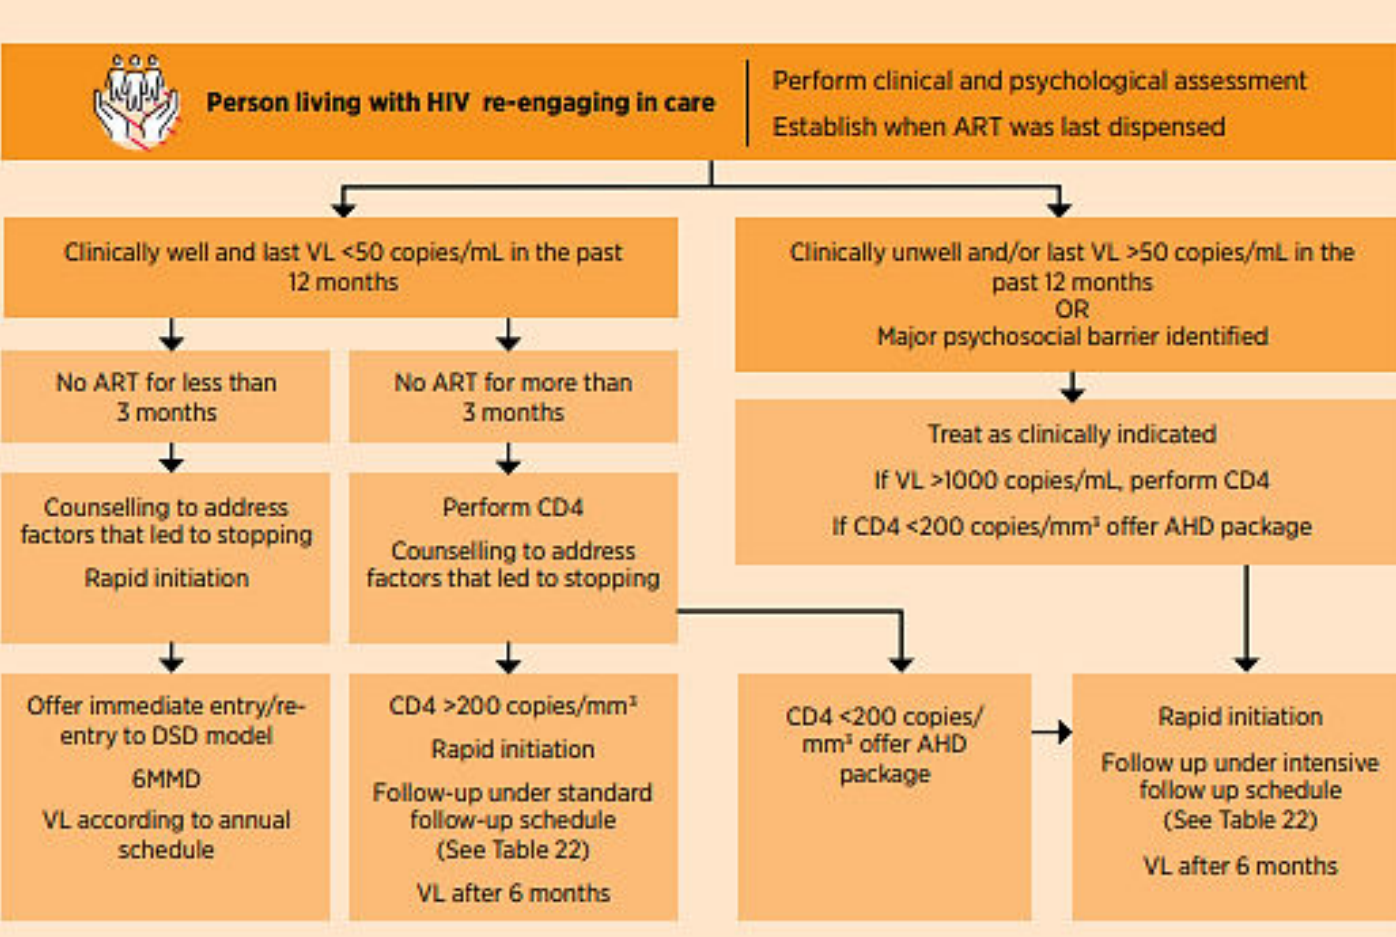 Person living with HIV re-engaging in care
Perform clinical and psychological assessment
Establish when ART was last dispensed
Clinically well and last VL <50 copies/mL in the past
12 months
Clinically unwell and/or last VL >50 copies/mL in the
past 12 months
OR
Major psychosocial barrier identified
No ART for less than
3 months
No ART for more than
3 months
Treat as clinically indicated
If VL >1000 copies/mL, perform CD4
If CD4 <200 copies/mm³ offer AHD package
Counselling to address
factors that led to stopping
Rapid initiation
Perform CD4
Counselling to address
factors that led to stopping
Offer immediate entry/re-
entry to DSD model
6MMD
VL according to annual
schedule
CD4 >200 copies/mm³
Rapid initiation
Follow-up under standard
follow-up schedule
(See Table 22)
VL after 6 months
CD4 <200 copies/
mm³ offer AHD
package
Rapid initiation
Follow up under intensive
follow up schedule
(See Table 22)
VL after 6 months